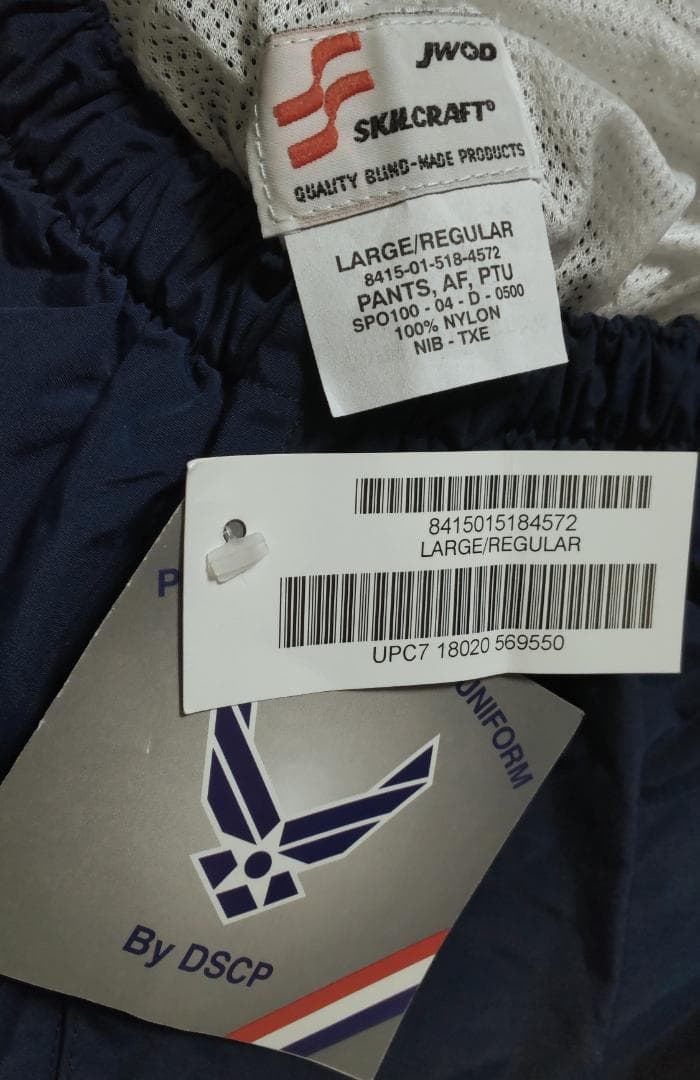 JWOD
SKILCRAFT®
QUALITY BLIND-MADE PRODUCTS
LARGE/REGULAR
8415-01-518-4572
PANTS, AF, PTU
SPO100 - 04 - D - 0500
100% NYLON
NIB - TXE
8415015184572
LARGE/REGULAR
UPC7 18020 569550
P
UNIFORM
By DSCP